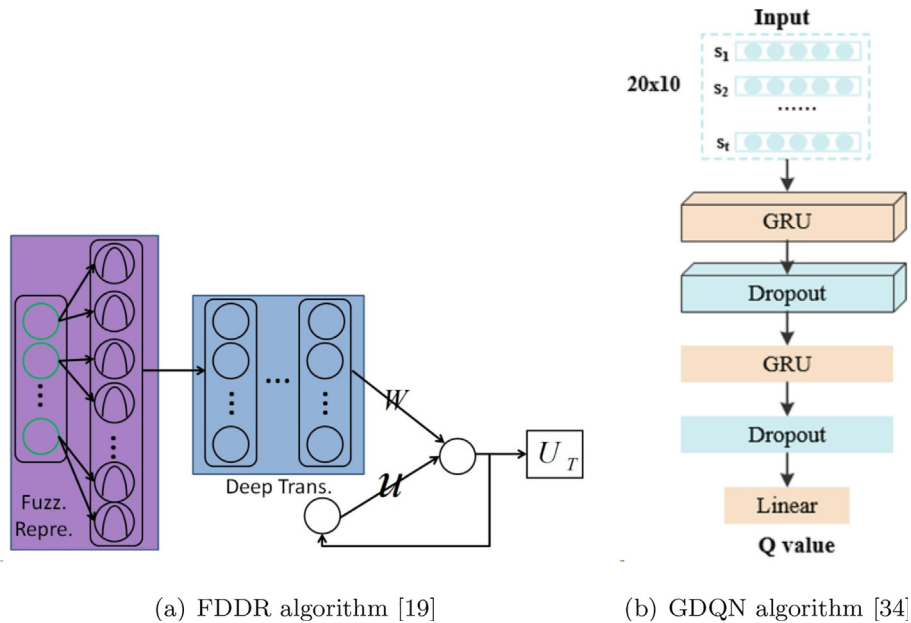 Fuzz.
Repre.
Deep Trans.
W
u
U_T
(a) FDDR algorithm [19]
Input
20x10
s1
s2
......
st
GRU
Dropout
GRU
Dropout
Linear
Q value
(b) GDQN algorithm [34]